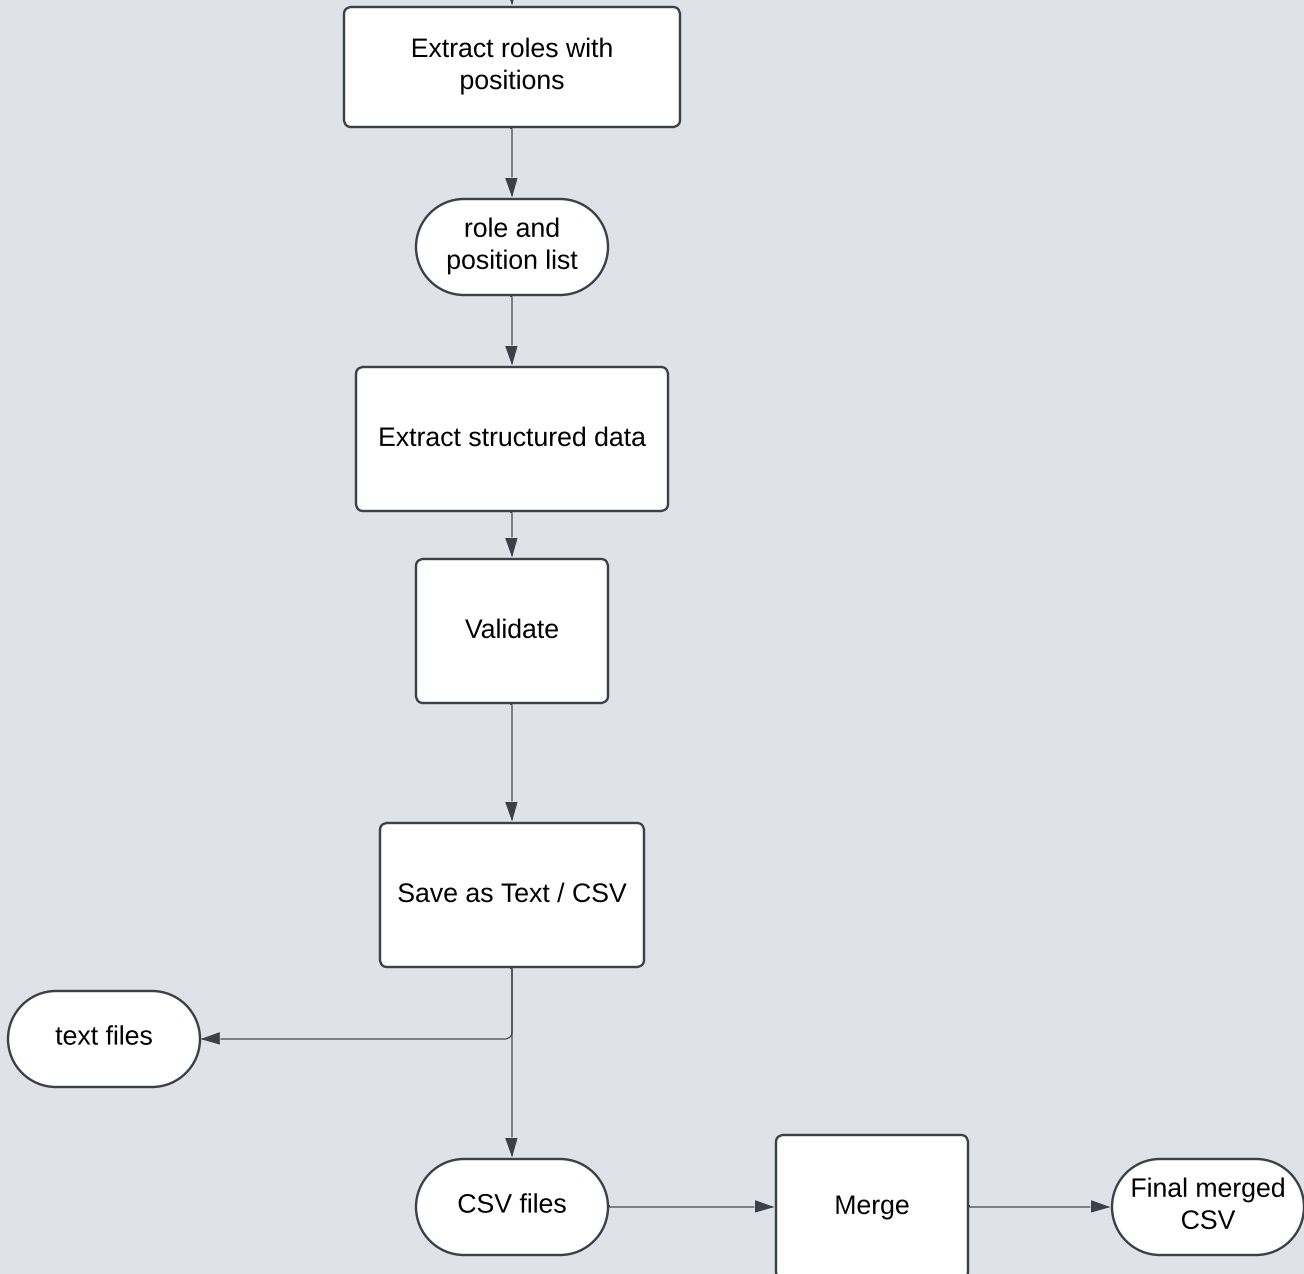 Extract roles with
positions
role and
position list
Extract structured data
Validate
Save as Text / CSV
text files
CSV files
Merge
Final merged
CSV